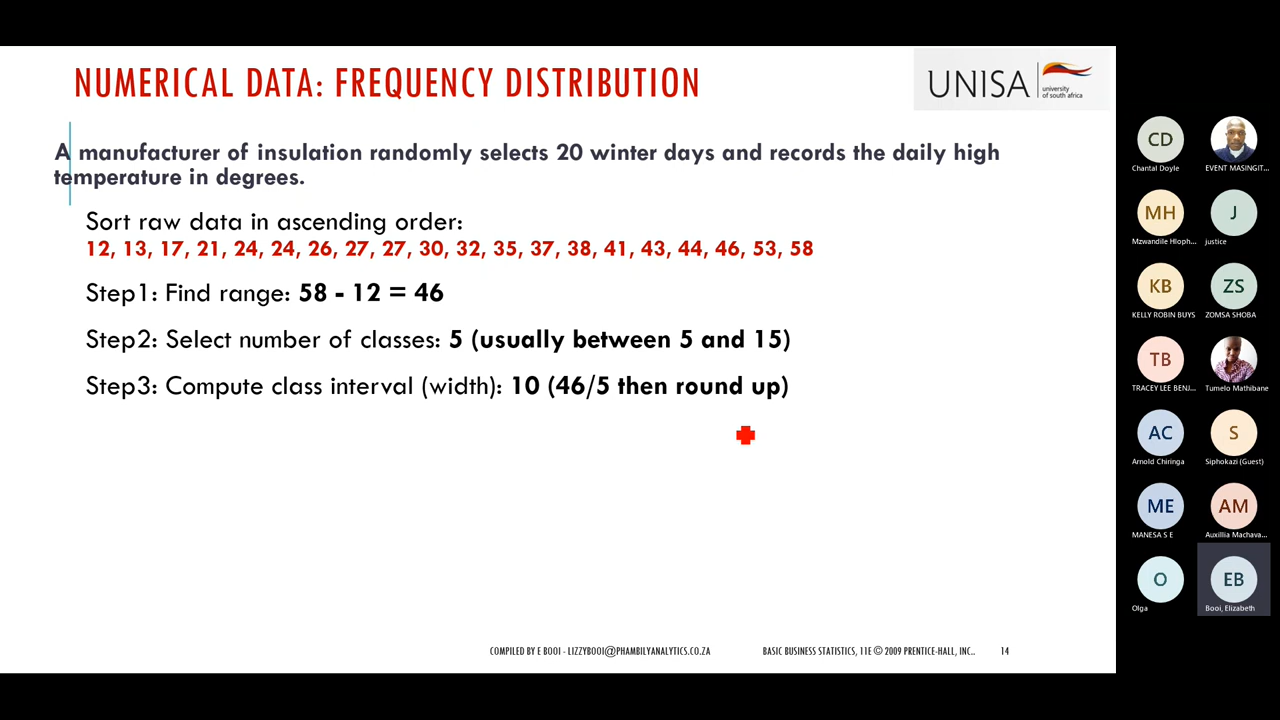 NUMERICAL DATA: FREQUENCY DISTRIBUTION
UNISA
university
of south africa
A manufacturer of insulation randomly selects 20 winter days and records the daily high
temperature in degrees.
Sort raw data in ascending order:
12, 13, 17, 21, 24, 24, 26, 27, 27, 30, 32, 35, 37, 38, 41, 43, 44, 46, 53, 58
Step1: Find range: 58 - 12 = 46
Step2: Select number of classes: 5 (usually between 5 and 15)
Step3: Compute class interval (width): 10 (46/5 then round up)
COMPILED BY E BOOI - LIZZYBOOI@PHAMBILYANALYTICS.CO.ZA
BASIC BUSINESS STATISTICS, 11E © 2009 PRENTICE-HALL, INC..
14
CD
Chantal Doyle
EVENT MASINGIT...
MH
Mzwandile Hloph...
J
justice
KB
KELLY ROBIN BUYS
ZS
ZOMSA SHOBA
TB
TRACEY LEE BENJ...
Tumelo Mathibane
AC
Arnold Chiringa
S
Siphokazi (Guest)
ME
MANESA S E
AM
Auxillia Machava...
O
Olga
EB
Booi, Elizabeth